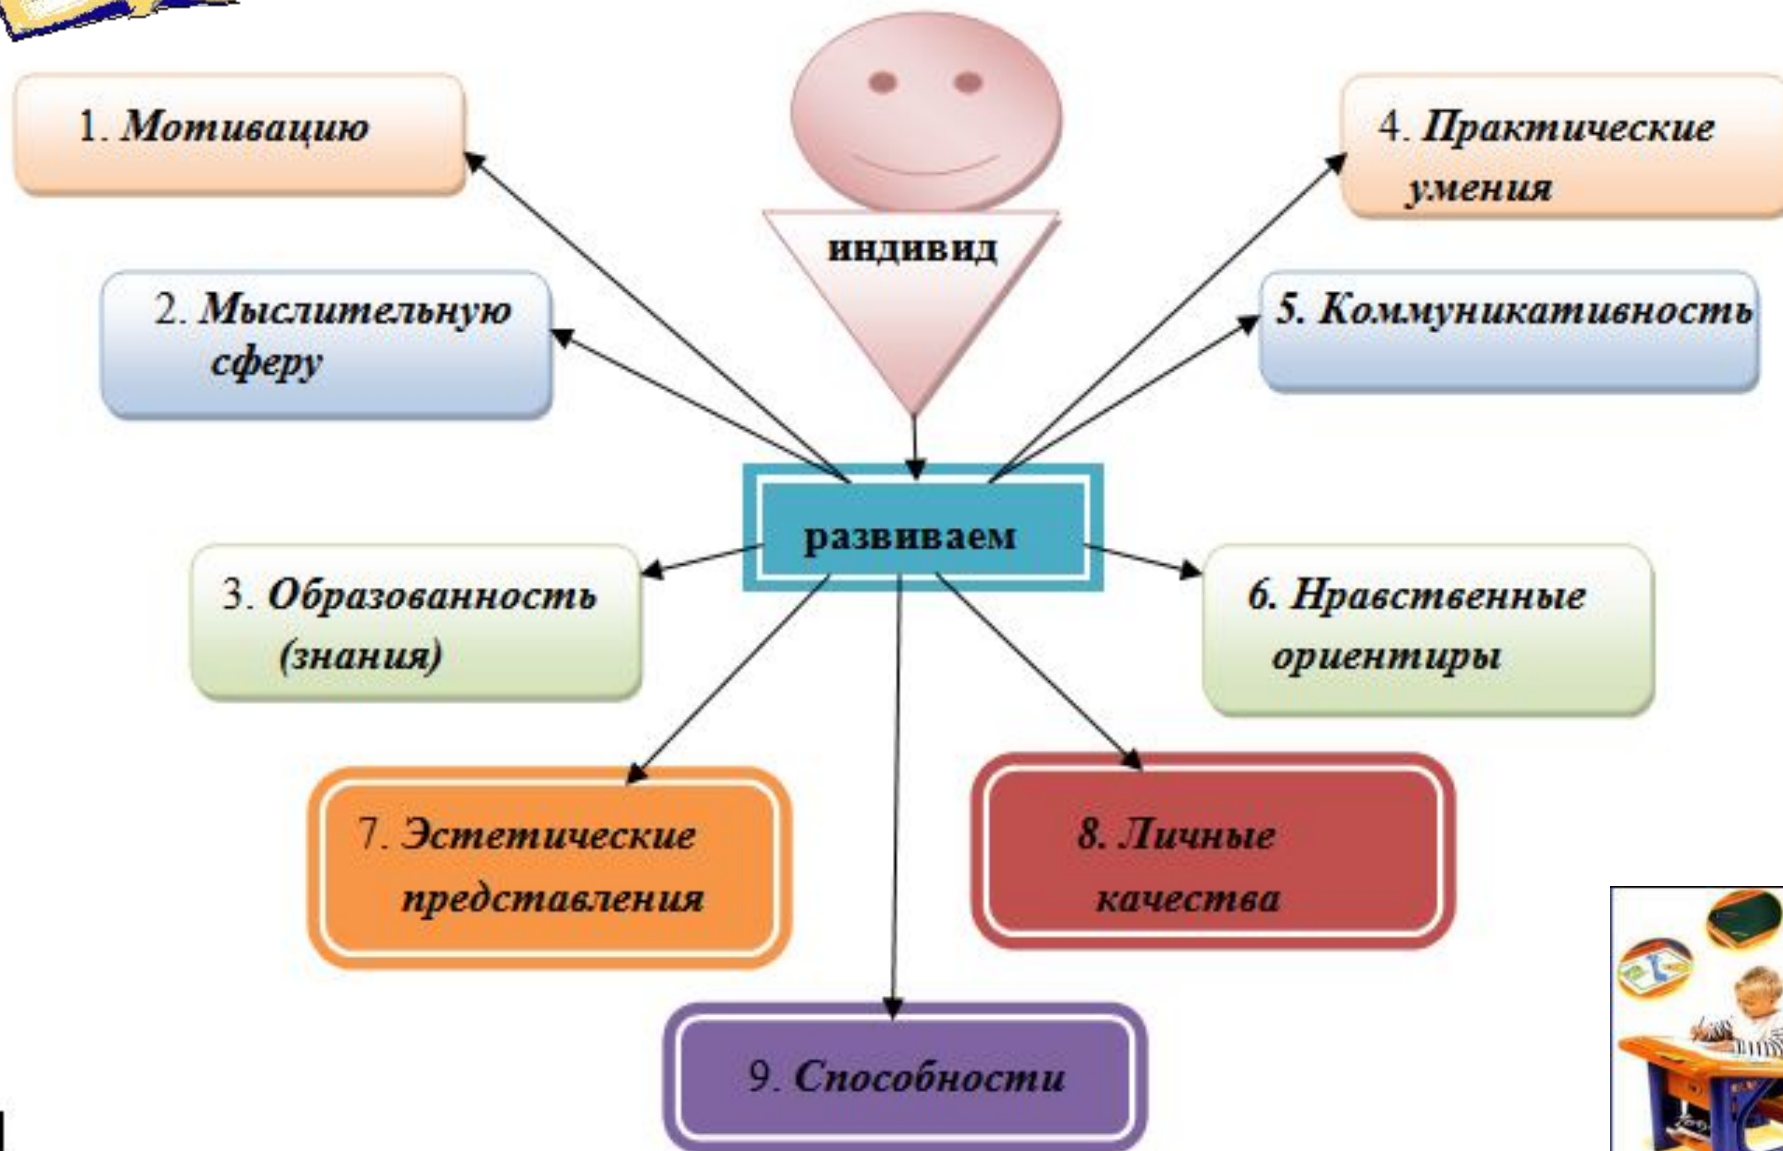 индивид
развиваем
1. Мотивацию
2. Мыслительную
сферу
3. Образованность
(знания)
4. Практические
умения
5. Коммуникативность
6. Нравственные
ориентиры
7. Эстетические
представления
8. Личные
качества
9. Способности